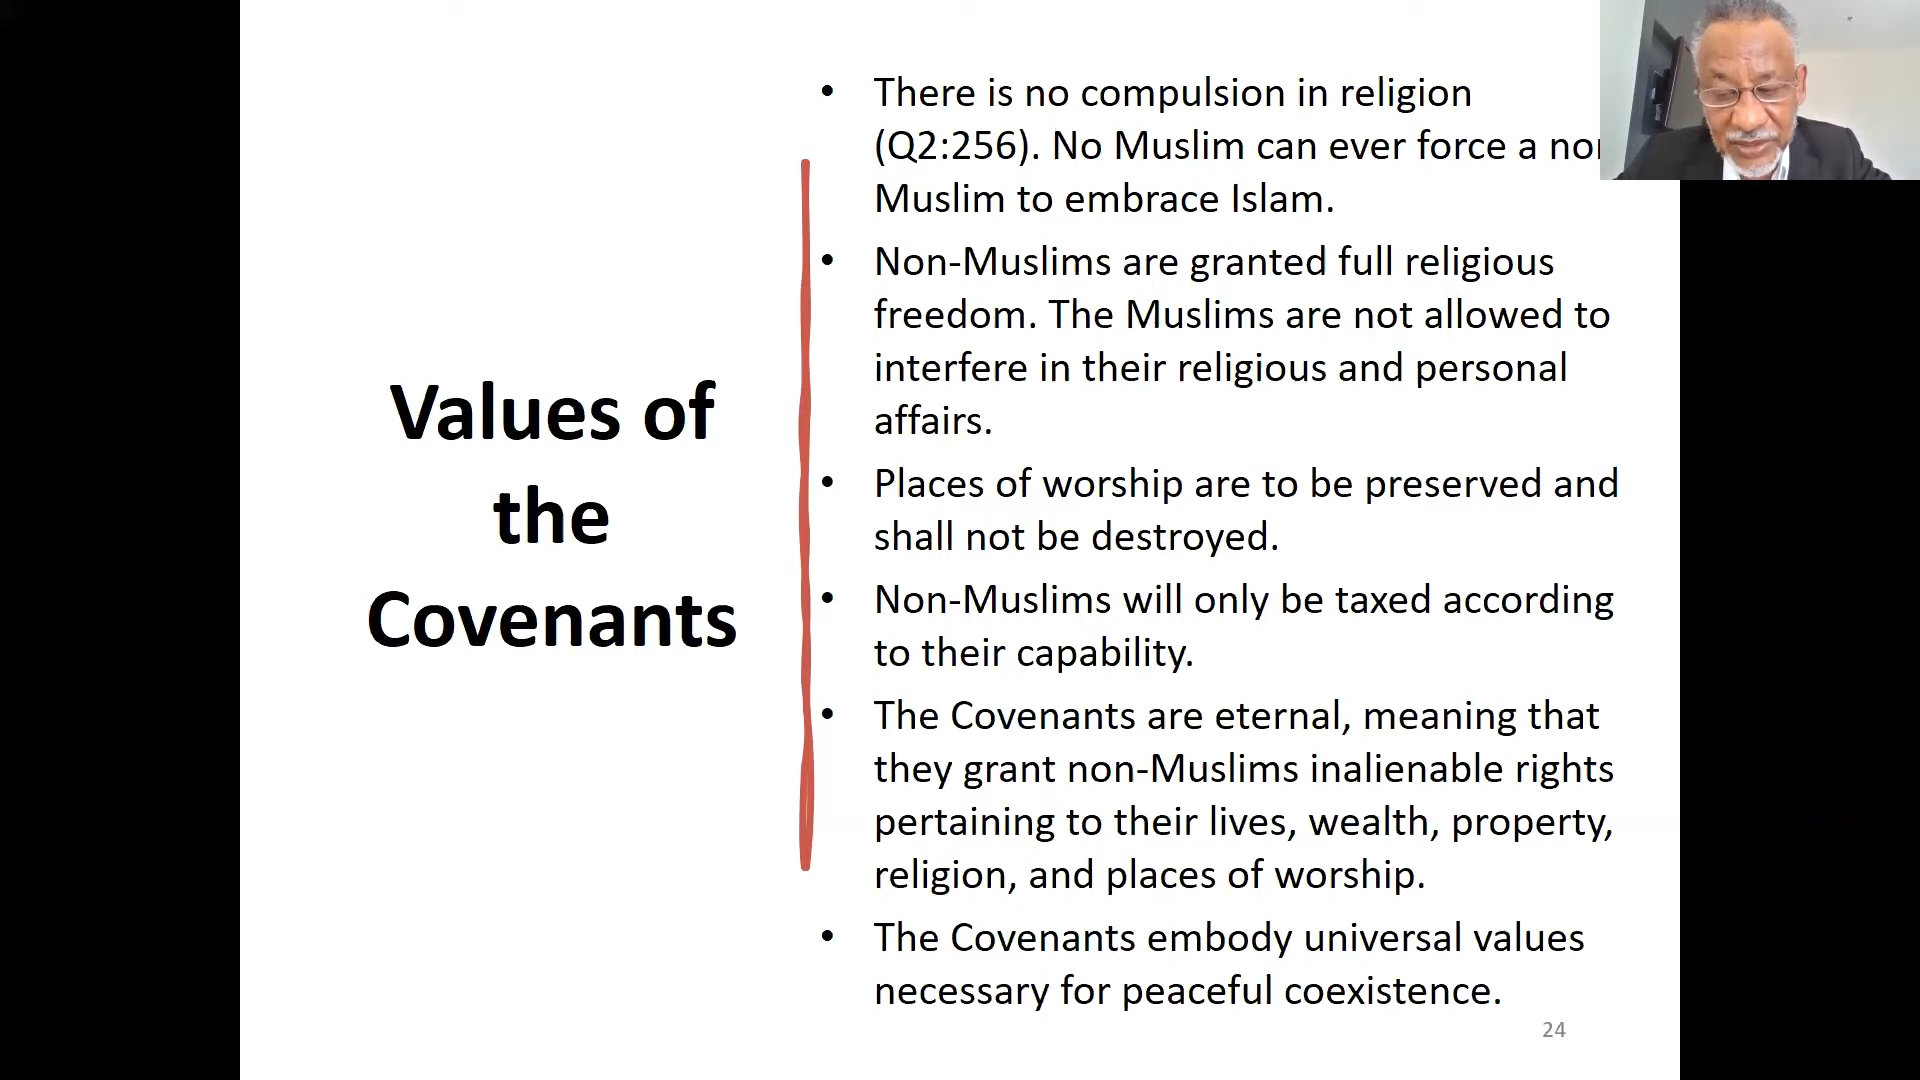 Values of
the
Covenants
• There is no compulsion in religion
(Q2:256). No Muslim can ever force a
Muslim to embrace Islam.
• Non-Muslims are granted full religious
freedom. The Muslims are not allowed to
interfere in their religious and personal
affairs.
• Places of worship are to be preserved and
shall not be destroyed.
• Non-Muslims will only be taxed according
to their capability.
• The Covenants are eternal, meaning that
they grant non-Muslims inalienable rights
pertaining to their lives, wealth, property,
religion, and places of worship.
• The Covenants embody universal values
necessary for peaceful coexistence.
24